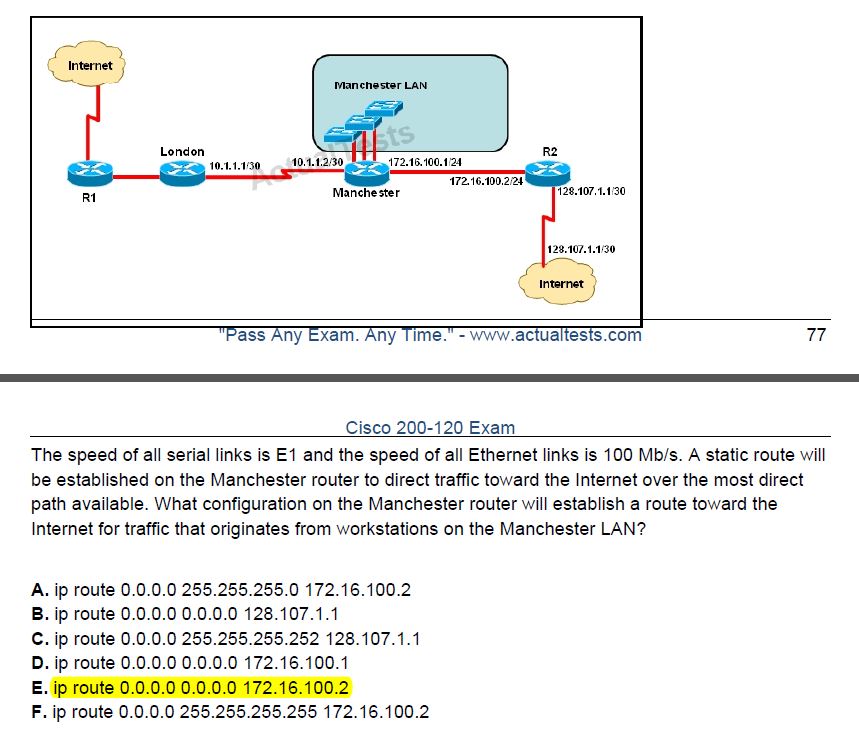 Internet
Manchester LAN
ActualTests
London
10.1.1.1/30
10.1.1.2/30
172.16.100.1/24
R2
172.16.100.2/24
R1
Manchester
128.107.1.1/30
128.107.1.1/30
Internet
"Pass Any Exam. Any Time." - www.actualtests.com 77
Cisco 200-120 Exam
The speed of all serial links is E1 and the speed of all Ethernet links is 100 Mb/s. A static route will
be established on the Manchester router to direct traffic toward the Internet over the most direct
path available. What configuration on the Manchester router will establish a route toward the
Internet for traffic that originates from workstations on the Manchester LAN?
A. ip route 0.0.0.0 255.255.255.0 172.16.100.2
B. ip route 0.0.0.0 0.0.0.0 128.107.1.1
C. ip route 0.0.0.0 255.255.255.252 128.107.1.1
D. ip route 0.0.0.0 0.0.0.0 172.16.100.1
E. ip route 0.0.0.0 0.0.0.0 172.16.100.2
F. ip route 0.0.0.0 255.255.255.255 172.16.100.2